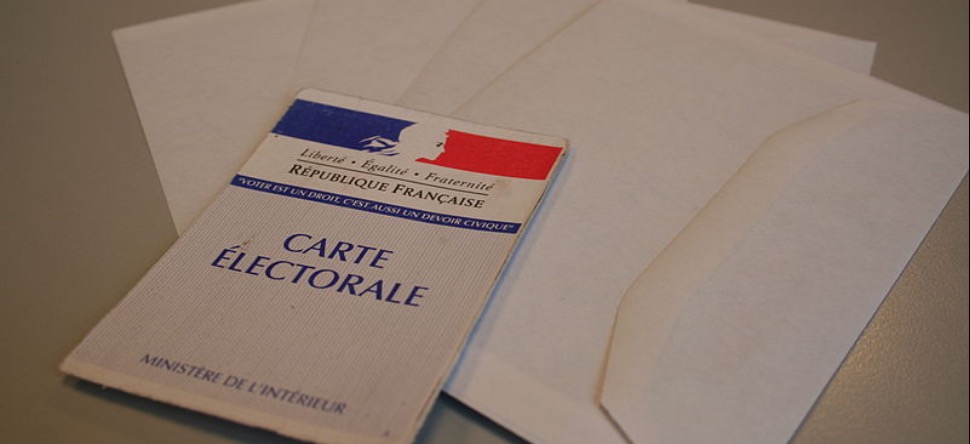 Liberté • Égalité • Fraternité
RÉPUBLIQUE FRANÇAISE
"VOTER EST UN DROIT, C'EST AUSSI UN DEVOIR CIVIQUE"
CARTE
ÉLECTORALE
MINISTÈRE DE L'INTÉRIEUR